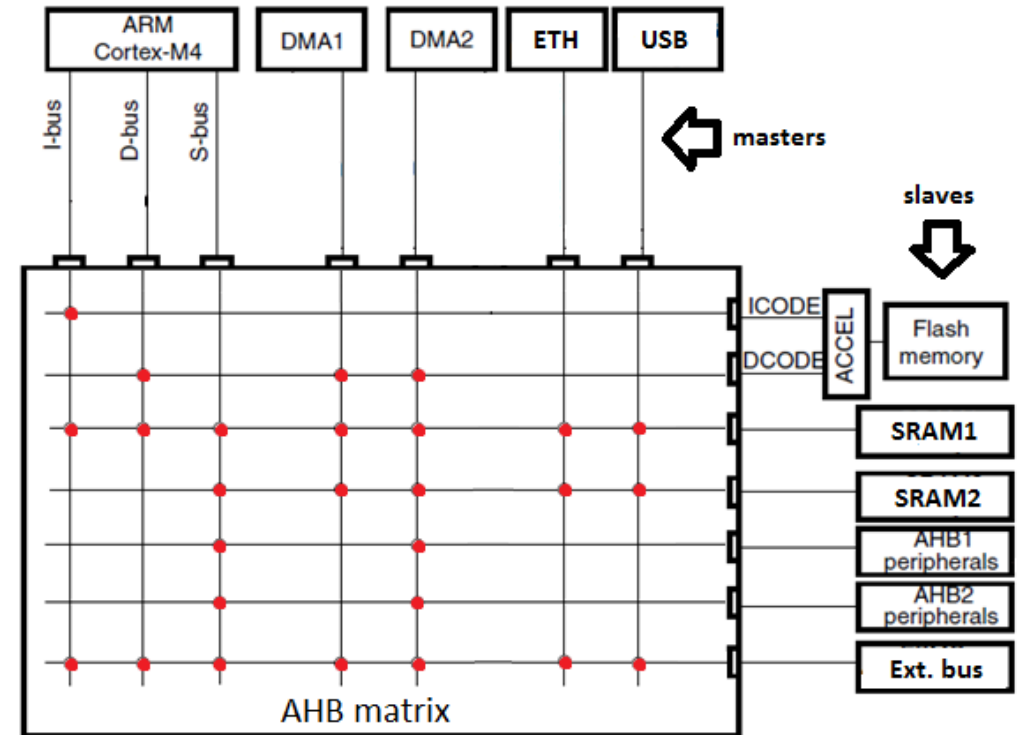 ARM
Cortex-M4
DMA1
DMA2
ETH
USB
I-bus
D-bus
S-bus
masters
slaves
ICODE
DCODE
ACCEL
Flash
memory
SRAM1
SRAM2
AHB1
peripherals
AHB2
peripherals
Ext. bus
AHB matrix